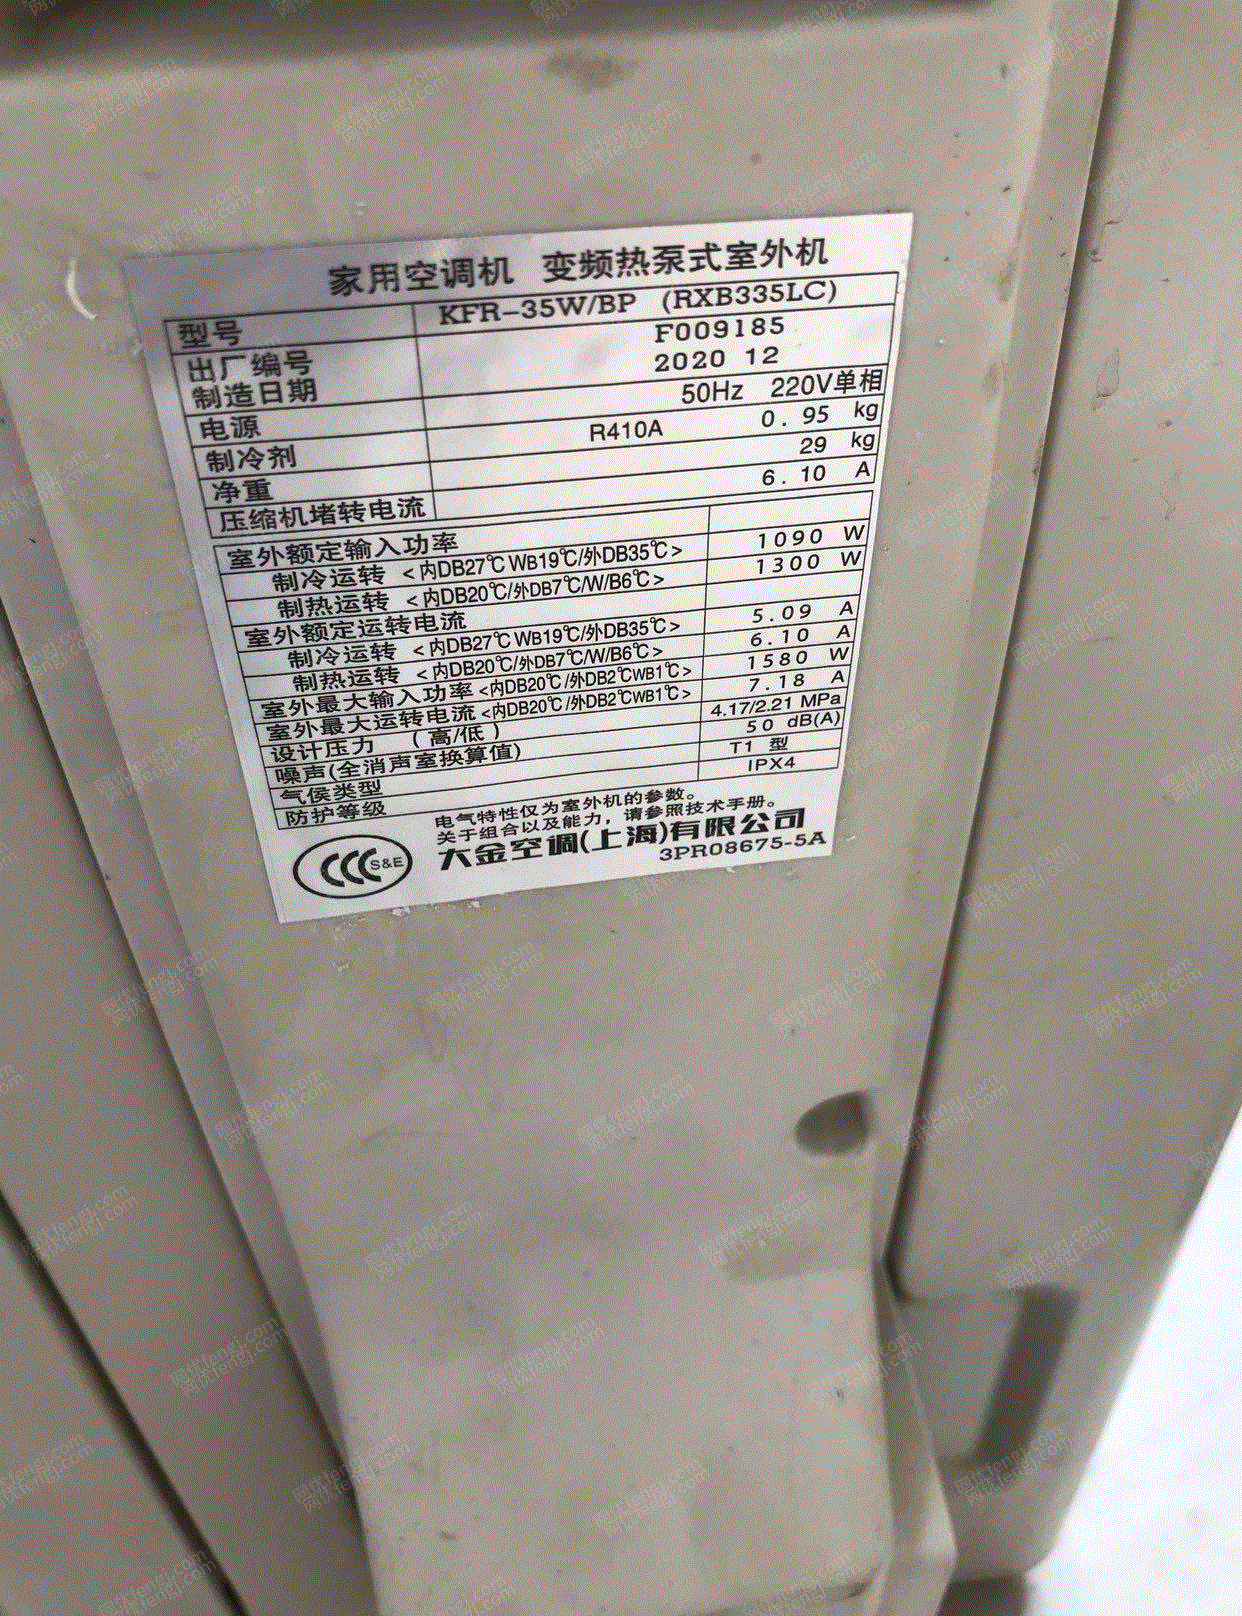 家用空调机 变频热泵式室外机
型号 KFR-35W/BP (RXB335LC)
出厂编号 F009185
制造日期 2020 12
电源 50Hz 220V单相
制冷剂 R410A 0.95 kg
净重 29 kg
压缩机堵转电流 6.10 A
室外额定输入功率
制冷运转 <内DB27℃ WB19℃/外DB35℃> 1090 W
制热运转 <内DB20℃/外DB7℃/W/B6℃> 1300 W
室外额定运转电流
制冷运转 <内DB27℃ WB19℃/外DB35℃> 5.09 A
制热运转 <内DB20℃/外DB7℃/W/B6℃> 6.10 A
室外最大输入功率 <内DB20℃/外DB2℃WB1℃> 1580 W
室外最大运转电流 <内DB20℃/外DB2℃WB1℃> 7.18 A
设计压力 (高/低) 4.17/2.21 MPa
噪声(全消声室换算值) 50 dB(A)
气侯类型 T1 型
防护等级 IPX4
电气特性仅为室外机的参数。
关于组合以及能力，请参照技术手册。
CCC S&E 大金空调(上海)有限公司
3PR08675-5A